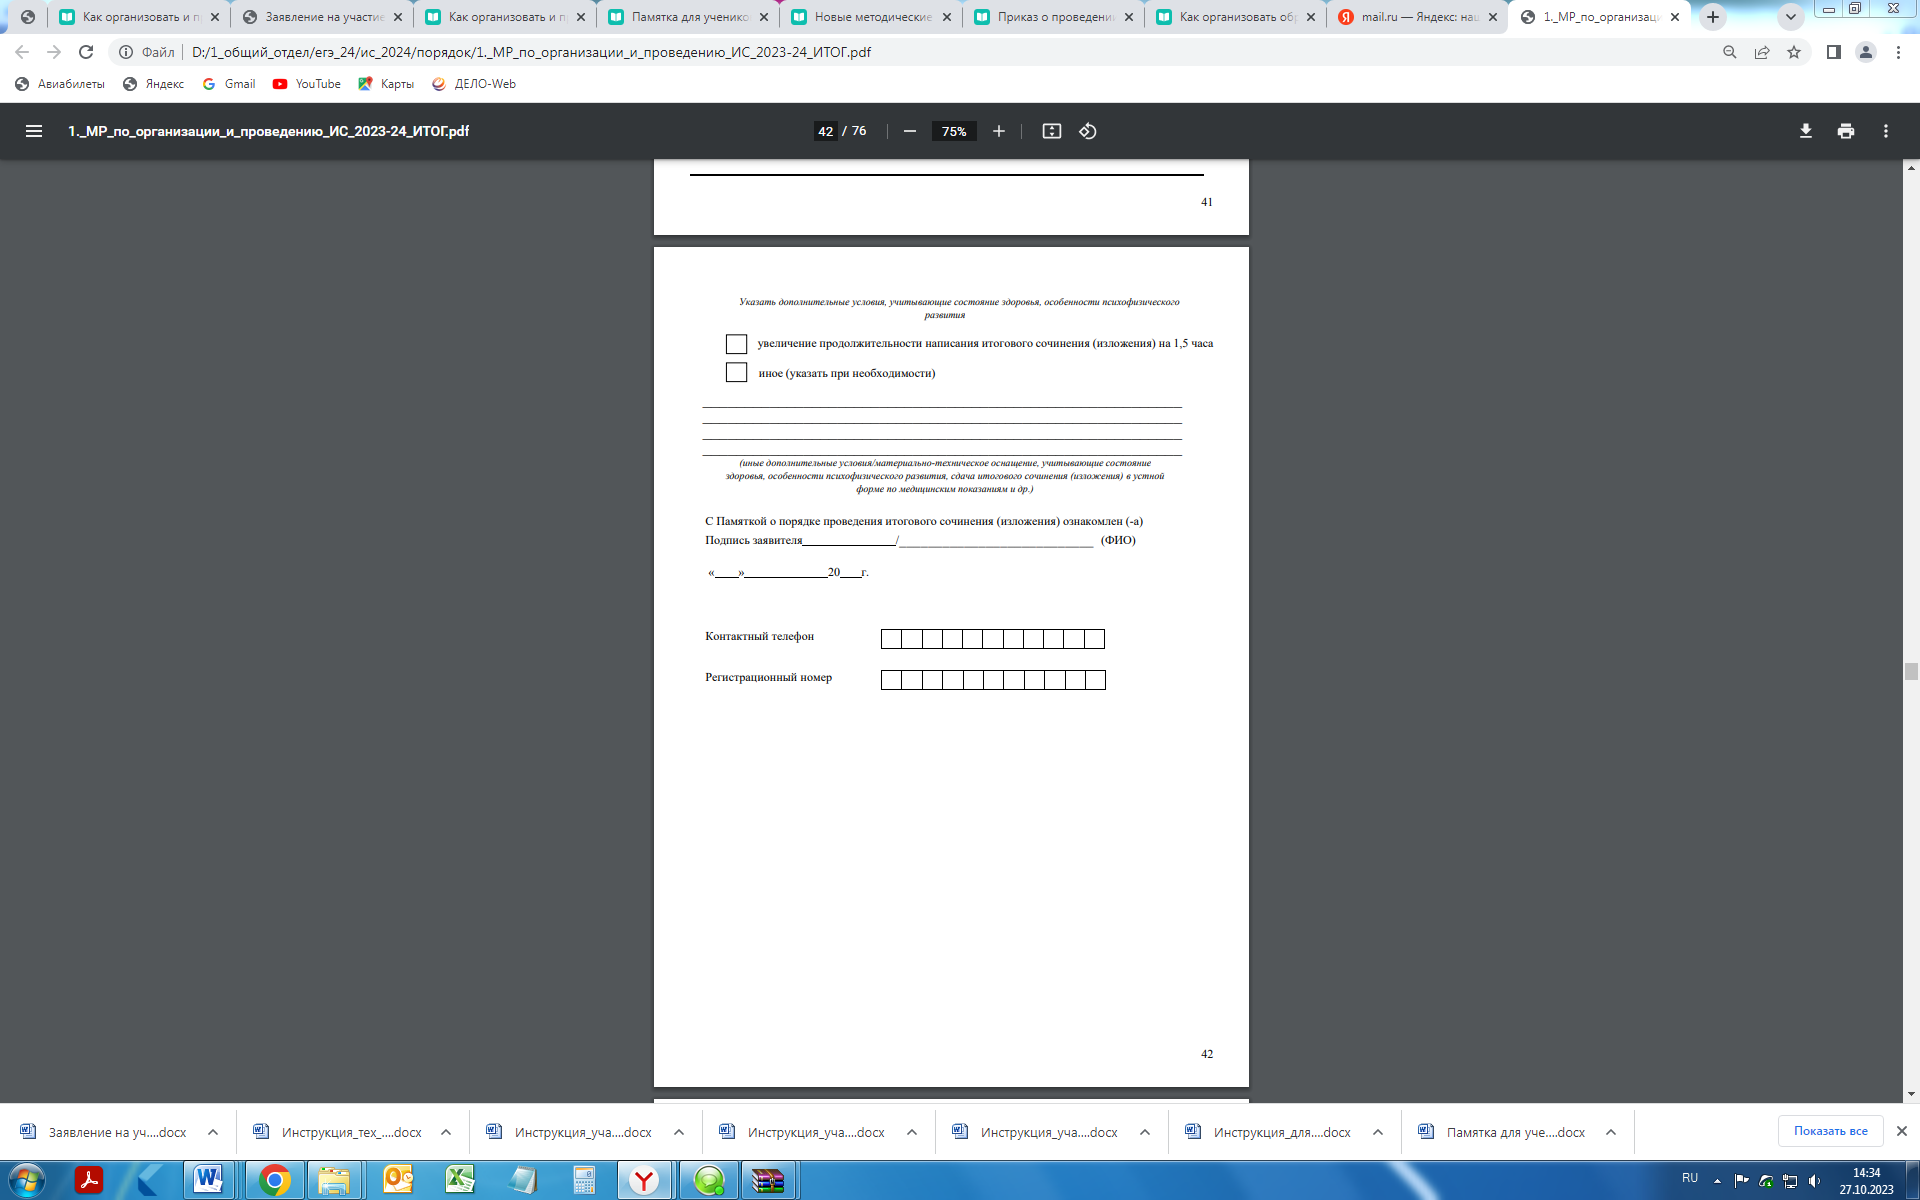 Как организовать и п
Заявление на участие
Как организовать и п
Памятка для ученико
Новые методические
Приказ о проведени
Как организовать об
mail.ru — Яндекс: на
1._МР_по_организаци
Файл D:/1_общий_отдел/егэ_24/ис_2024/порядок/1._МР_по_организации_и_проведению_ИС_2023-24_ИТОГ.pdf
Авиабилеты Яндекс Gmail YouTube Карты ДЕЛО-Web
1._МР_по_организации_и_проведению_ИС_2023-24_ИТОГ.pdf 42 / 76 75%
41
Указать дополнительные условия, учитывающие состояние здоровья, особенности психофизического
развития
увеличение продолжительности написания итогового сочинения (изложения) на 1,5 часа
иное (указать при необходимости)
(иные дополнительные условия/материально-техническое оснащение, учитывающие состояние
здоровья, особенности психофизического развития, сдача итогового сочинения (изложения) в устной
форме по медицинским показаниям и др.)
С Памяткой о порядке проведения итогового сочинения (изложения) ознакомлен (-а)
Подпись заявителя______________/______________________________ (ФИО)
«____»______________20____г.
Контактный телефон
Регистрационный номер
42
Заявление на уч....docx
Инструкция_тех_....docx
Инструкция_уча....docx
Инструкция_уча....docx
Инструкция_уча....docx
Инструкция_для....docx
Памятка для уче....docx
Показать все
RU
14:34
27.10.2023